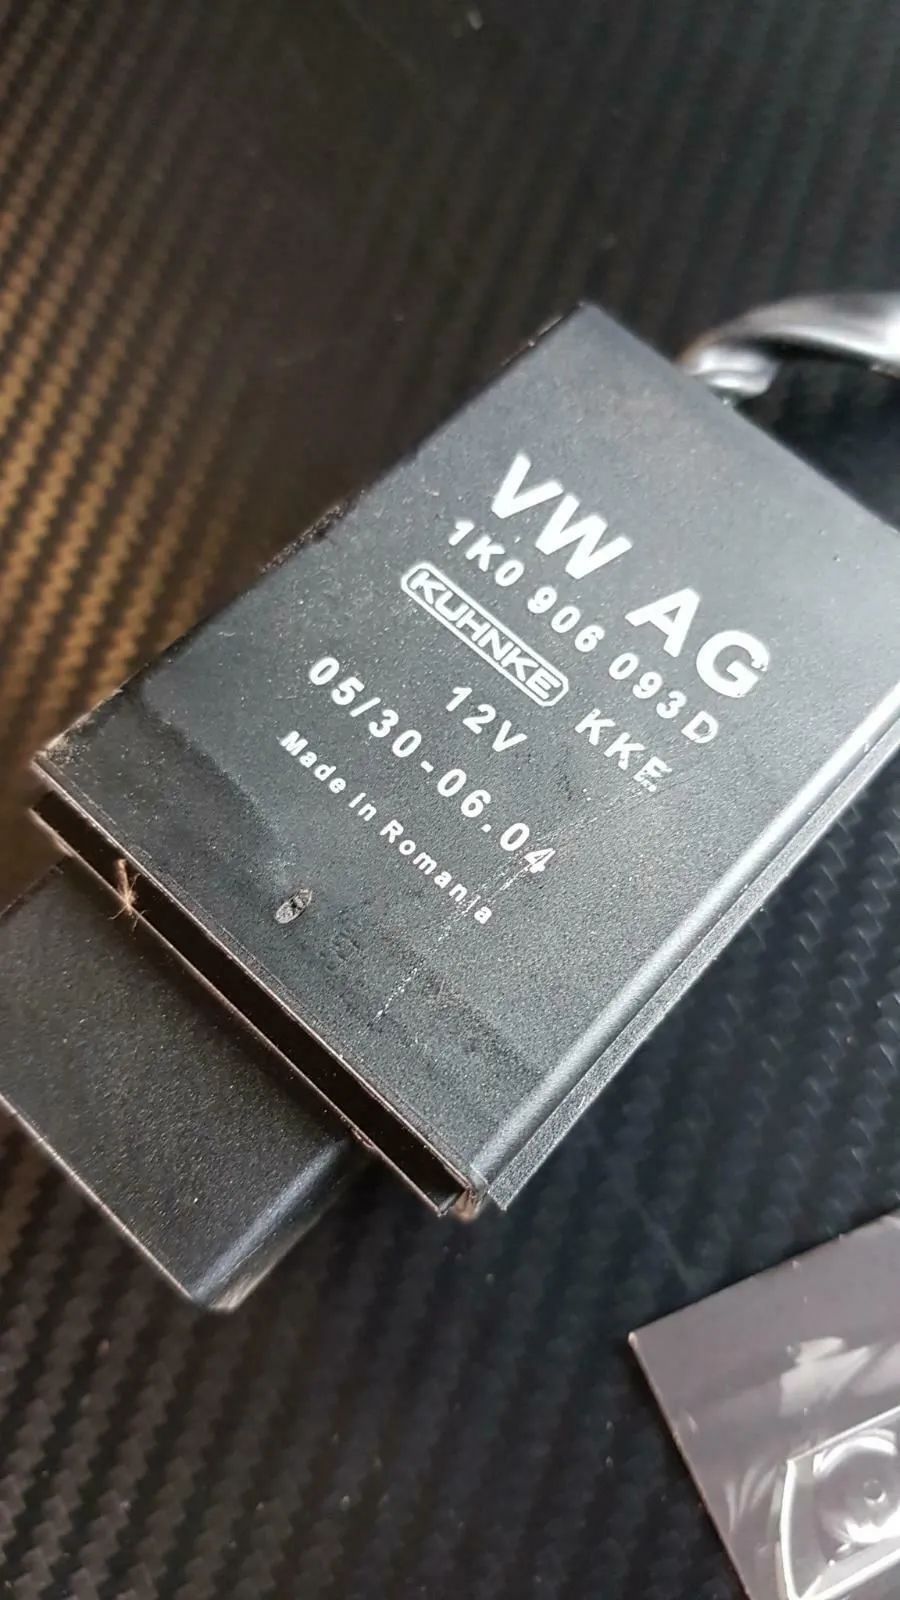 VW AG
1K0 906 093D
KUHNKE KKE
12V
05/30-06.04
Made in Romania